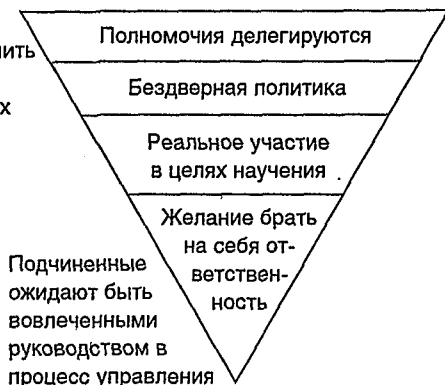 Полномочия делегируются
нить
Бездверная политика
х
Реальное участие
в целях научения
Желание брать
на себя от-
ветствен-
ность
Подчиненные
ожидают быть
вовлеченными
руководством в
процесс управления